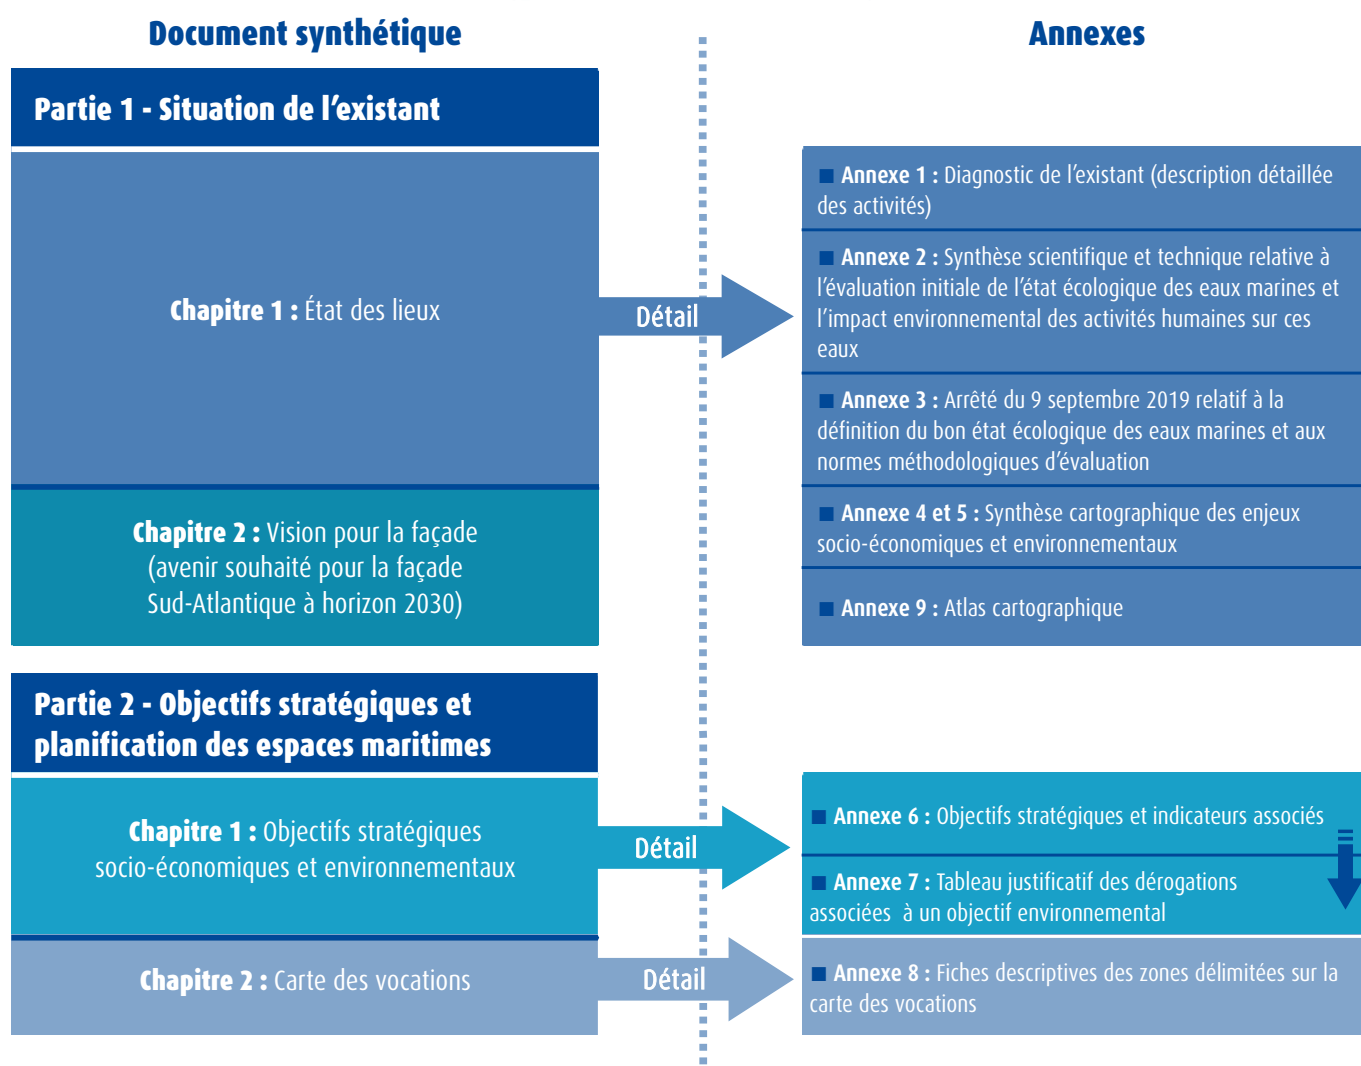 Document synthétique
Annexes
Partie 1 - Situation de l'existant
Chapitre 1 : État des lieux
Détail
■ Annexe 1 : Diagnostic de l'existant (description détaillée
des activités)
■ Annexe 2 : Synthèse scientifique et technique relative à
l'évaluation initiale de l'état écologique des eaux marines et
l'impact environnemental des activités humaines sur ces
eaux
■ Annexe 3 : Arrêté du 9 septembre 2019 relatif à la
définition du bon état écologique des eaux marines et aux
normes méthodologiques d'évaluation
■ Annexe 4 et 5 : Synthèse cartographique des enjeux
socio-économiques et environnementaux
■ Annexe 9 : Atlas cartographique
Chapitre 2 : Vision pour la façade
(avenir souhaité pour la façade
Sud-Atlantique à horizon 2030)
Partie 2 - Objectifs stratégiques et
planification des espaces maritimes
Chapitre 1 : Objectifs stratégiques
socio-économiques et environnementaux
Détail
■ Annexe 6 : Objectifs stratégiques et indicateurs associés
■ Annexe 7 : Tableau justificatif des dérogations
associées à un objectif environnemental
Chapitre 2 : Carte des vocations
Détail
■ Annexe 8 : Fiches descriptives des zones délimitées sur la
carte des vocations